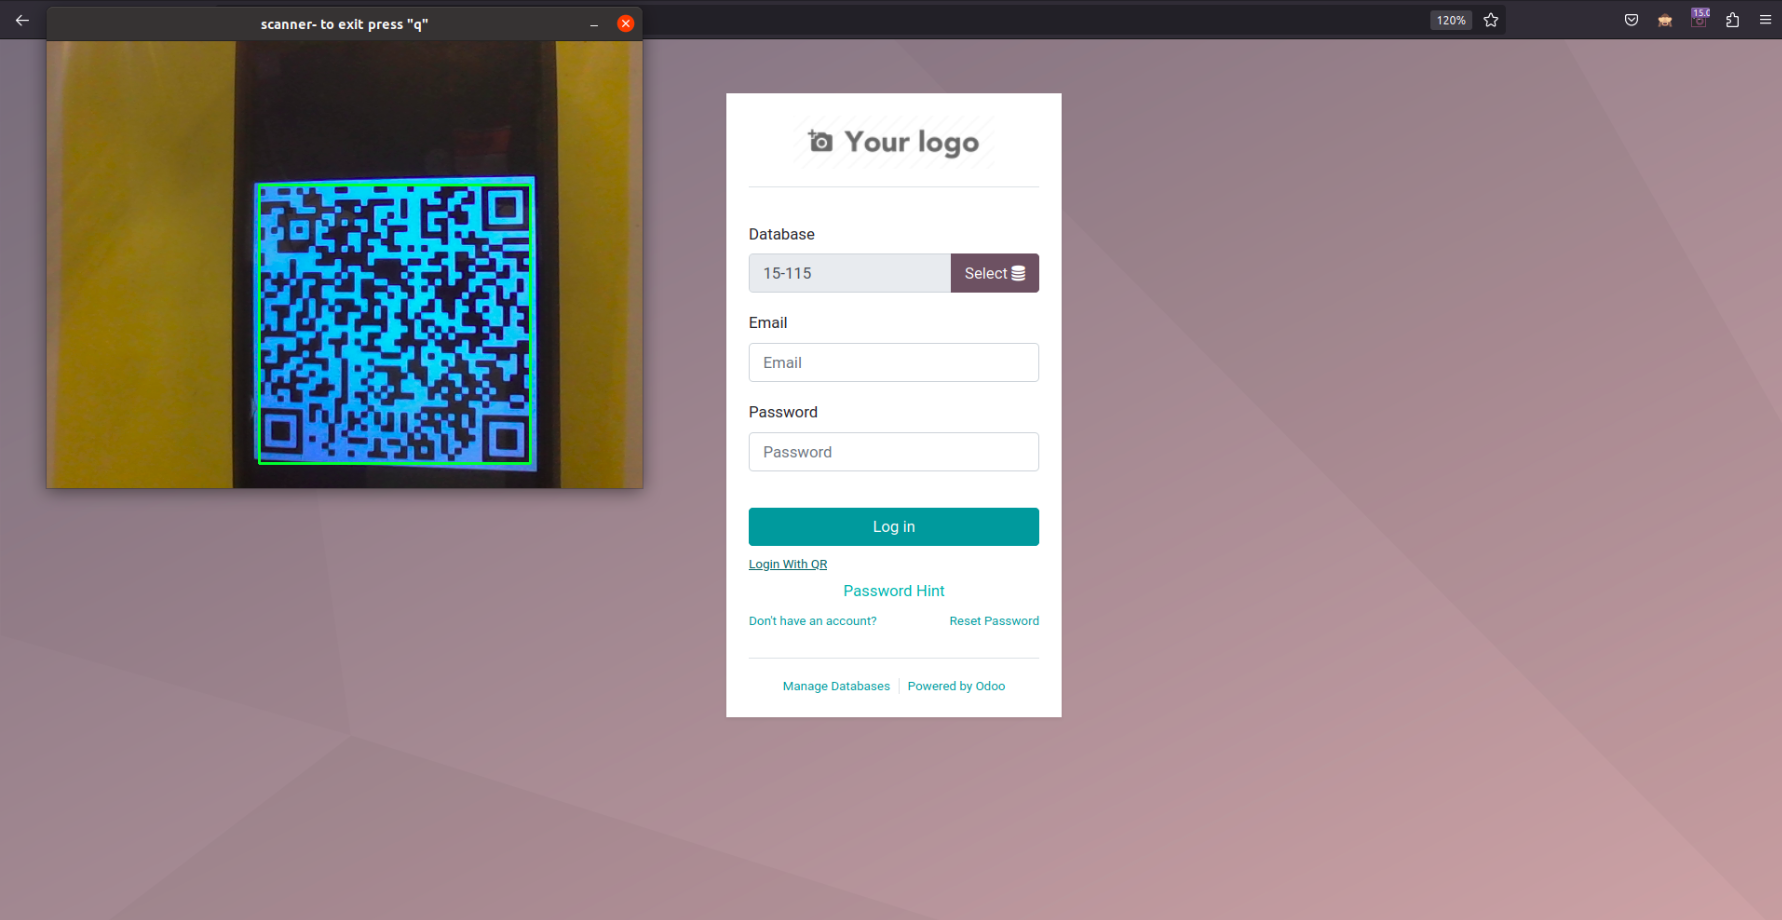 scanner- to exit press "q"
120%
15.0
Your logo
Database
15-115
Select
Email
Email
Password
Password
Log in
Login With QR
Password Hint
Don't have an account?
Reset Password
Manage Databases
Powered by Odoo